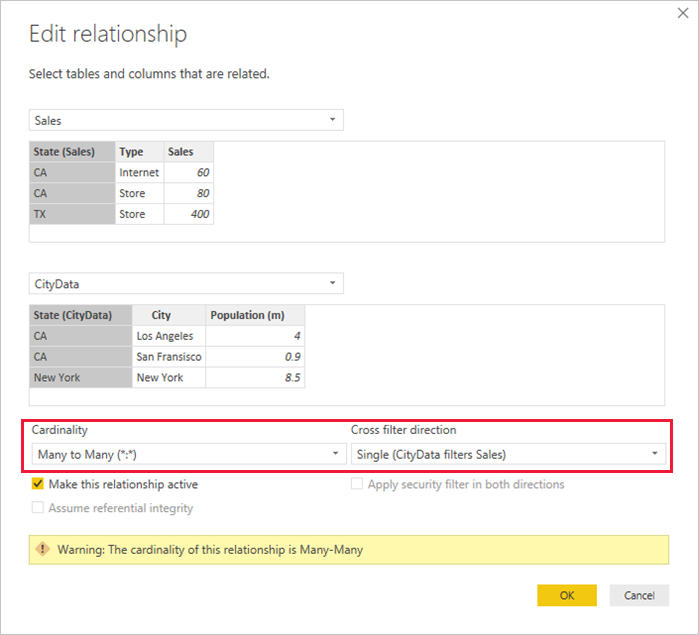 Edit relationship
Select tables and columns that are related.
Sales
State (Sales) Type Sales
CA Internet 60
CA Store 80
TX Store 400
CityData
State (CityData) City Population (m)
CA Los Angeles 4
CA San Fransisco 0.9
New York New York 8.5
Cardinality Cross filter direction
Many to Many (*:*) Single (CityData filters Sales)
Make this relationship active Apply security filter in both directions
Assume referential integrity
Warning: The cardinality of this relationship is Many-Many
OK Cancel